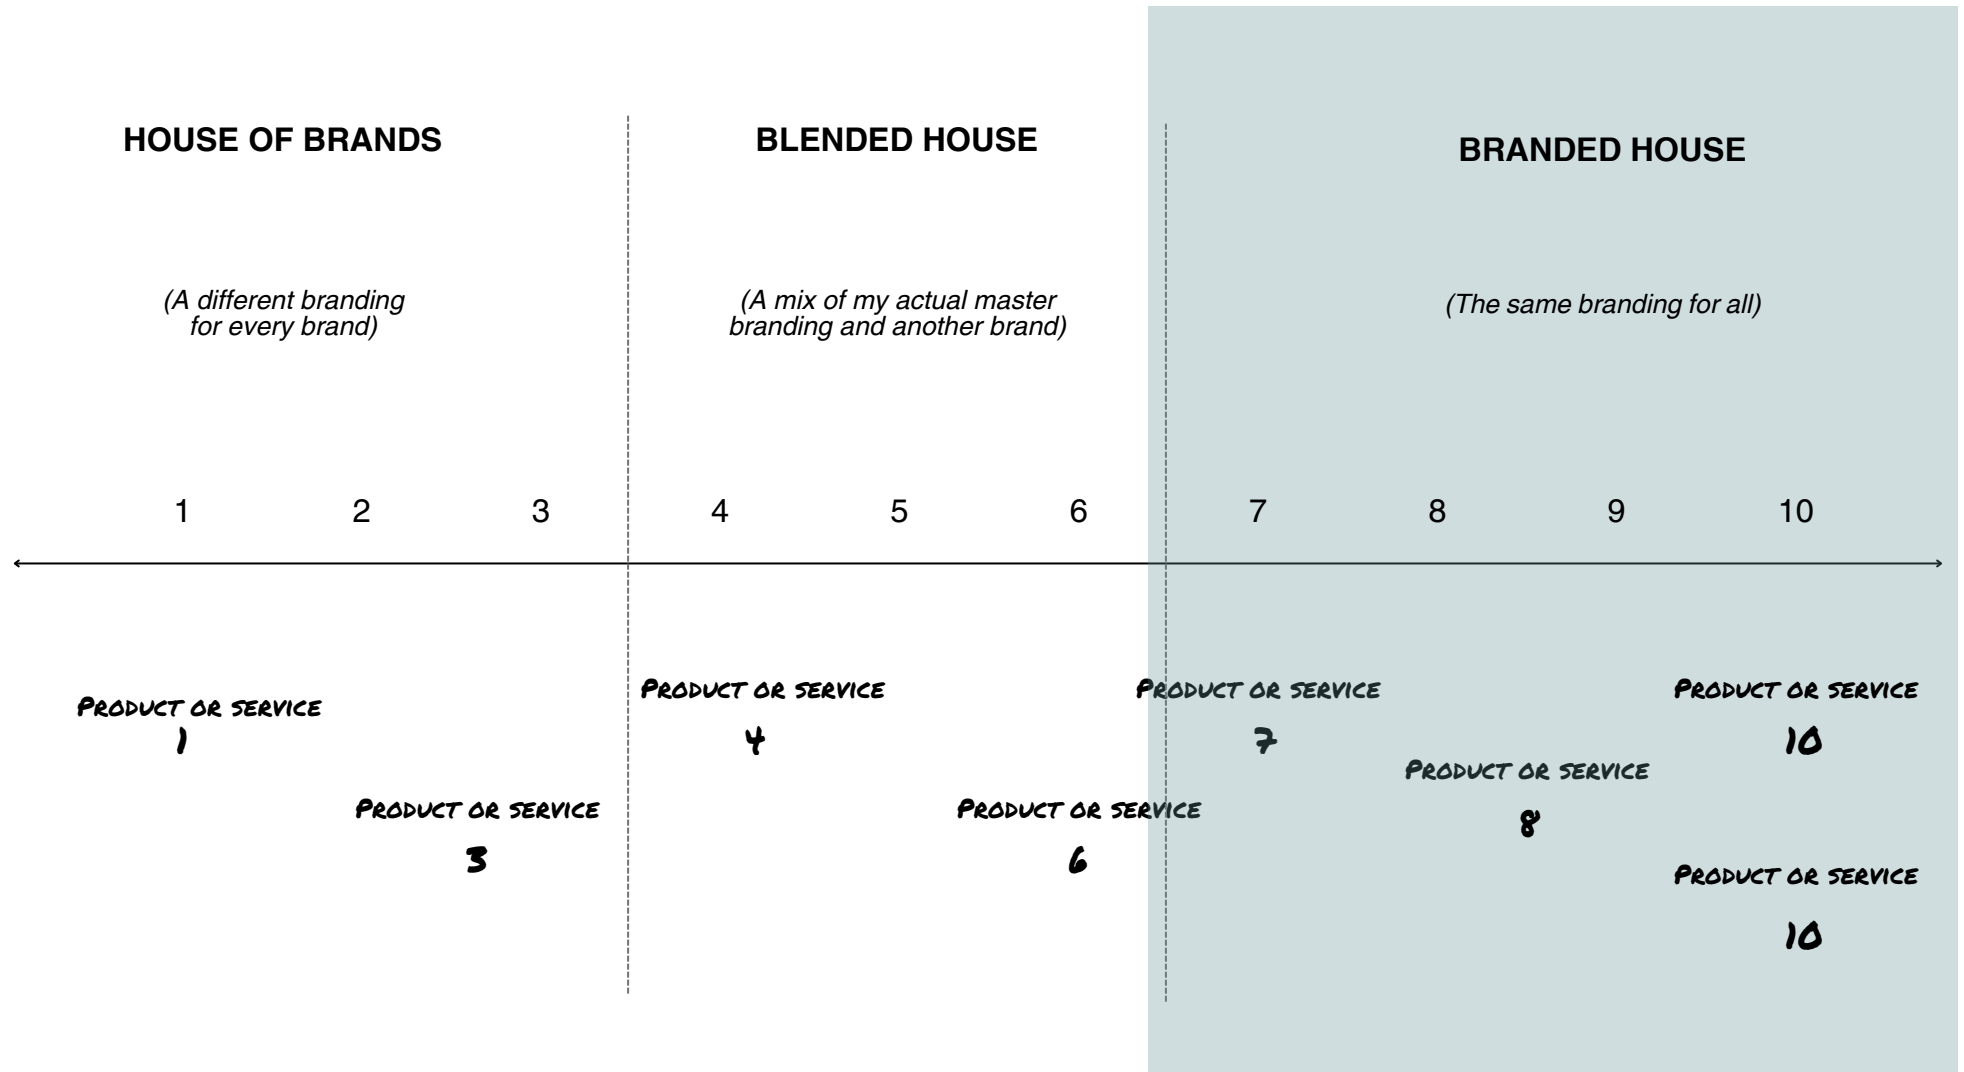 HOUSE OF BRANDS
BLENDED HOUSE
BRANDED HOUSE
(A different branding
for every brand)
(A mix of my actual master
branding and another brand)
(The same branding for all)
1 2 3 4 5 6 7 8 9 10
PRODUCT OR SERVICE
1
PRODUCT OR SERVICE
3
PRODUCT OR SERVICE
4
PRODUCT OR SERVICE
6
PRODUCT OR SERVICE
7
PRODUCT OR SERVICE
8
PRODUCT OR SERVICE
10
PRODUCT OR SERVICE
10